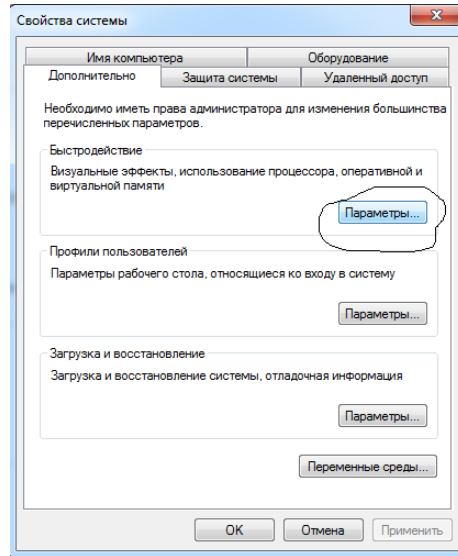 Свойства системы
Имя компьютера
Оборудование
Дополнительно
Защита системы
Удаленный доступ
Необходимо иметь права администратора для изменения большинства
перечисленных параметров.
Быстродействие
Визуальные эффекты, использование процессора, оперативной и
виртуальной памяти
Параметры...
Профили пользователей
Параметры рабочего стола, относящиеся ко входу в систему
Параметры...
Загрузка и восстановление
Загрузка и восстановление системы, отладочная информация
Параметры...
Переменные среды...
OK
Отмена
Применить